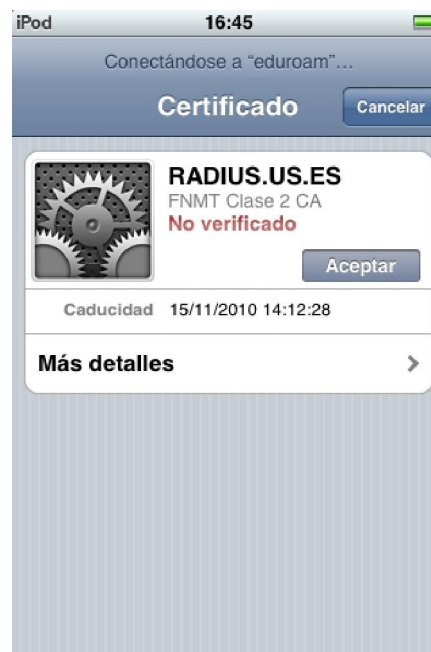 iPod 16:45
Conectándose a “eduroam”...
Certificado Cancelar
RADIUS.US.ES
FNMT Clase 2 CA
No verificado
Aceptar
Caducidad 15/11/2010 14:12:28
Más detalles